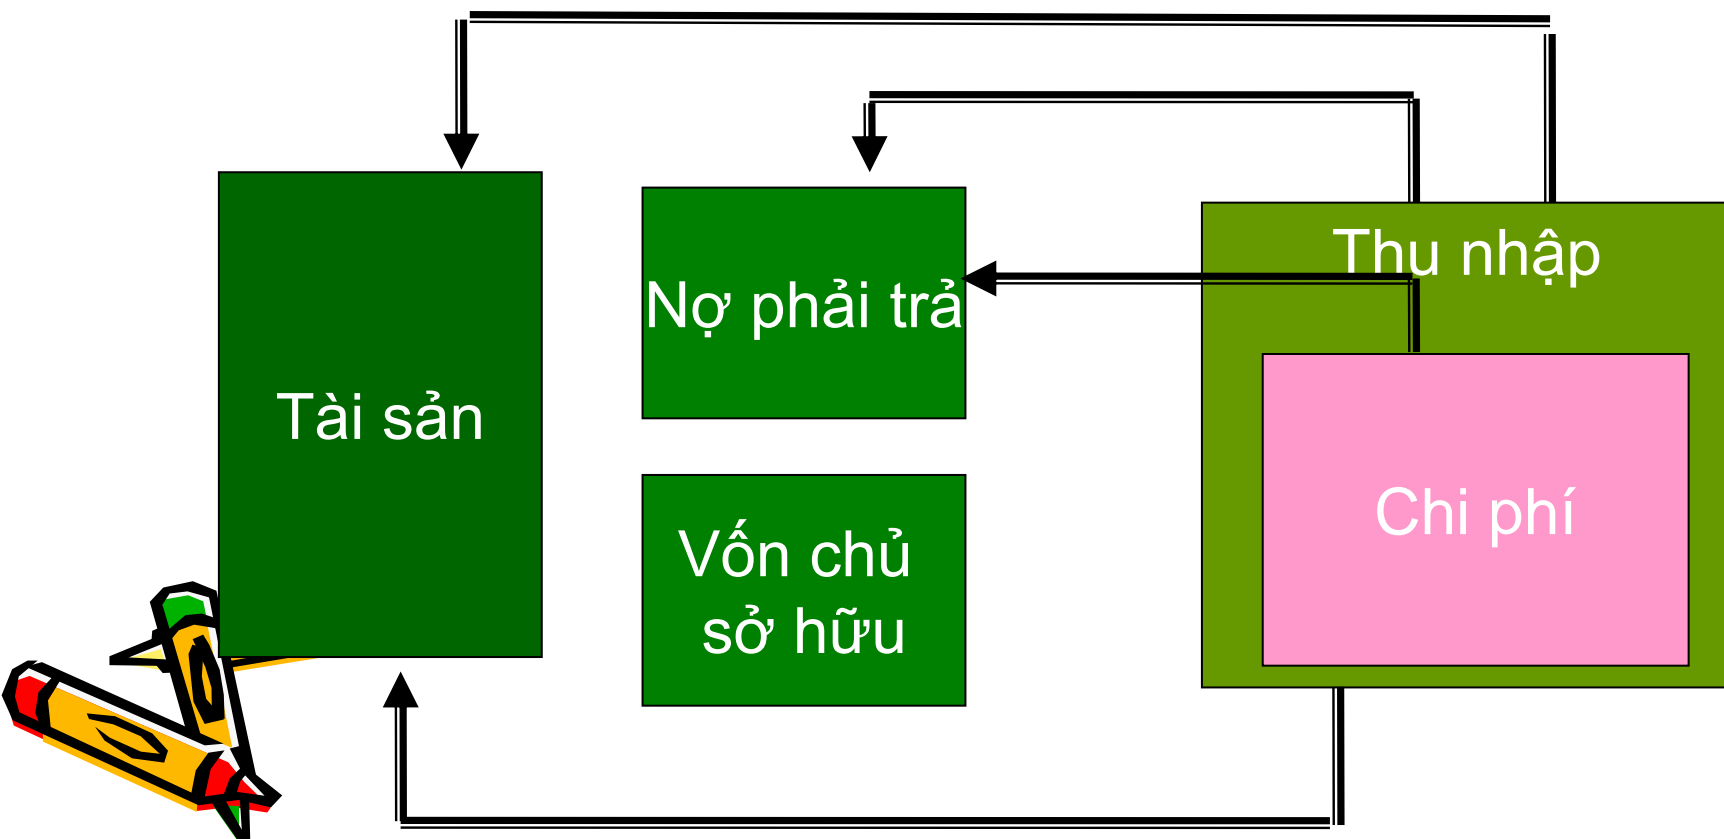 Thu nhập
Nợ phải trả
Tài sản
Chi phí
Vốn chủ
sở hữu